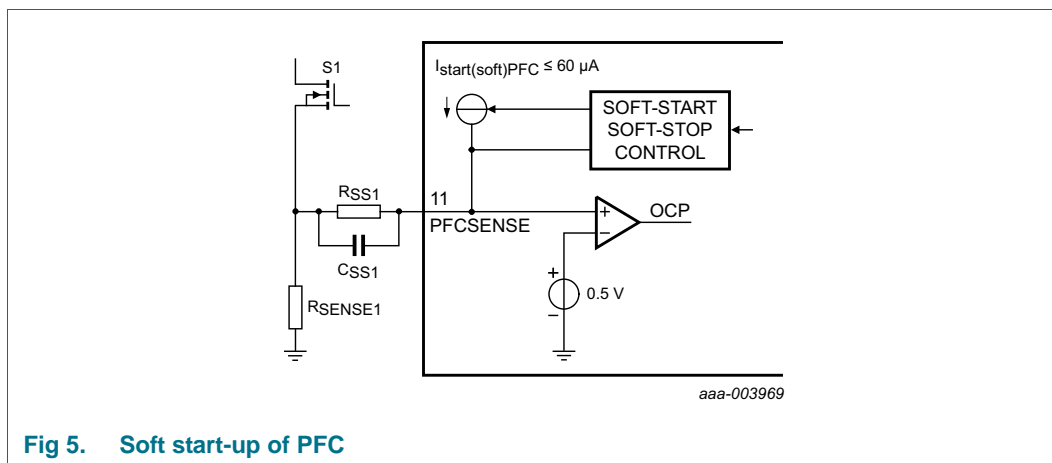 S1
Istart(soft)PFC ≤ 60 μA
SOFT-START
SOFT-STOP
CONTROL
RSS1
11
PFCSENSE
CSS1
+
−
OCP
+
0.5 V
−
RSENSE1
aaa-003969
Fig 5. Soft start-up of PFC